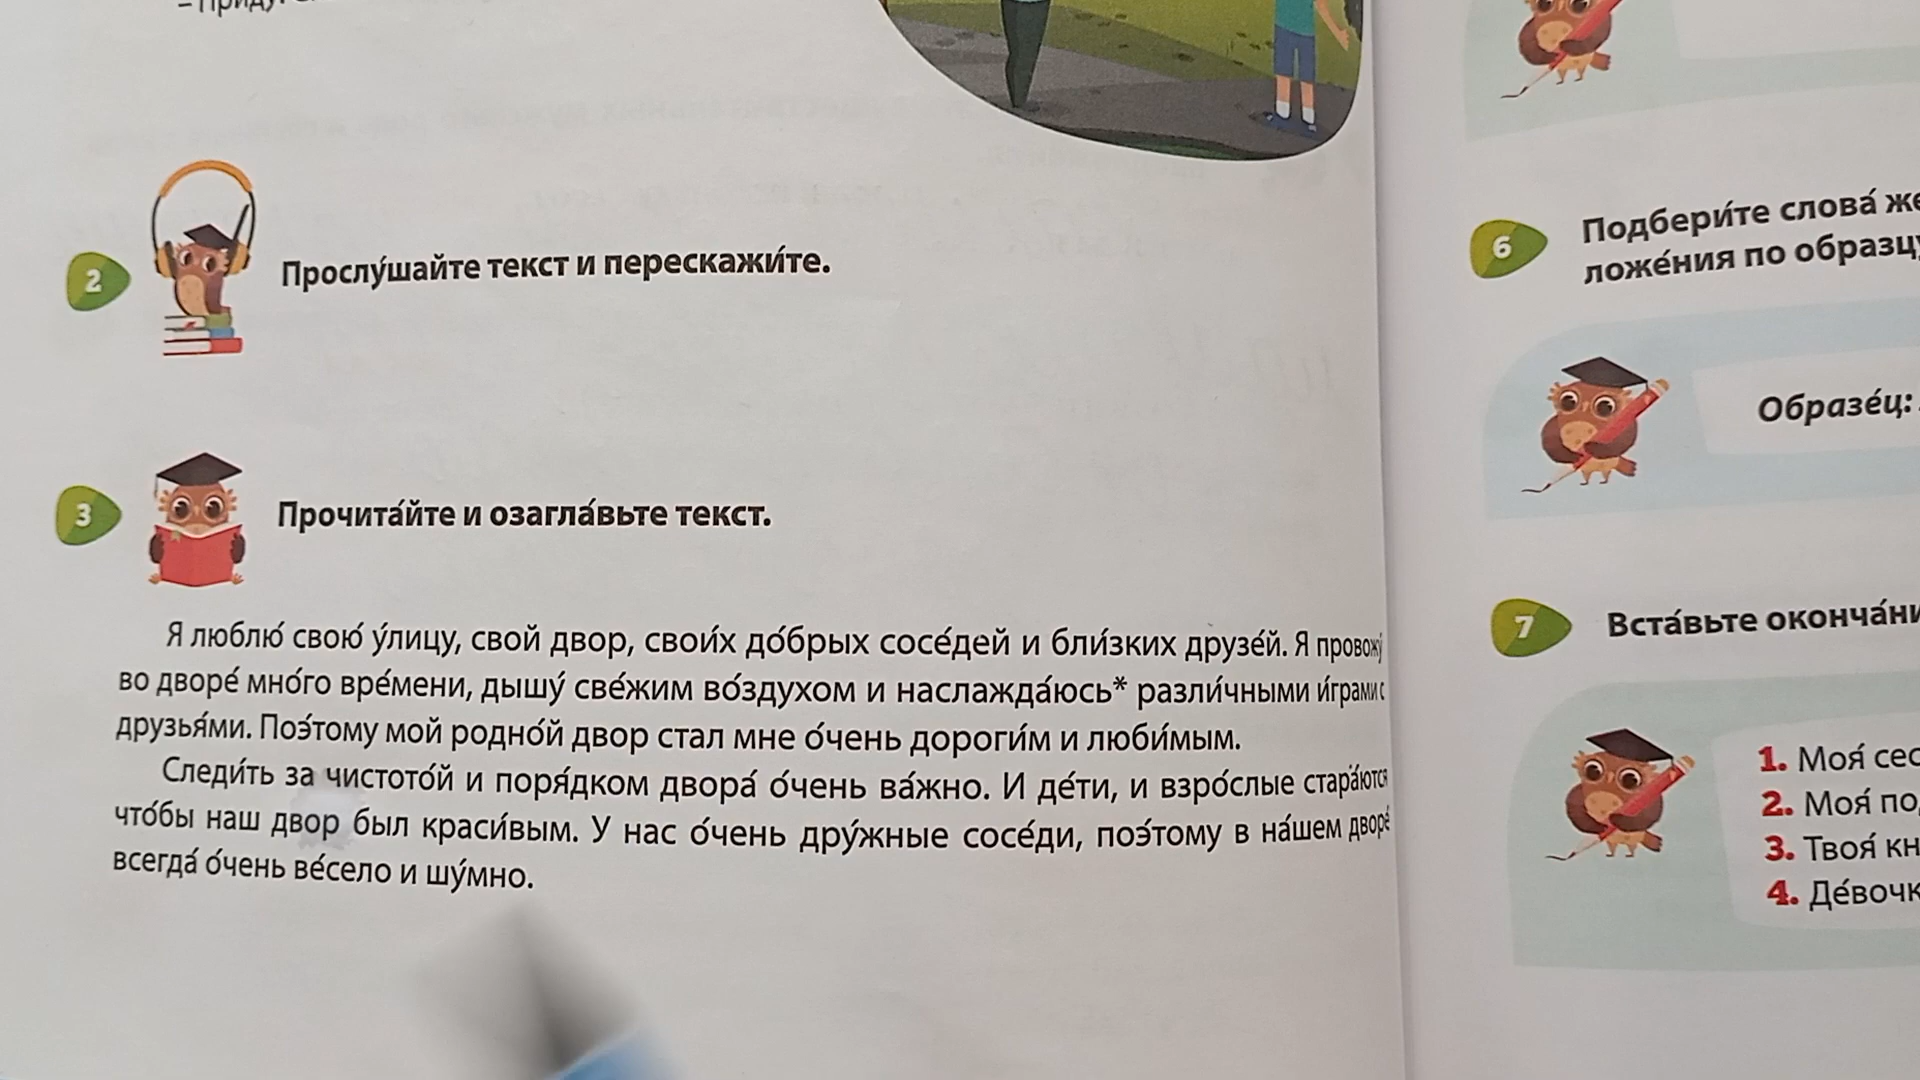 2
Прослу́шайте текст и перескажи́те.
3
Прочита́йте и озагла́вьте текст.
Я люблю́ свою́ у́лицу, свой двор, свои́х до́брых сосе́дей и бли́зких друзе́й. Я провожу́
во дворе́ мно́го вре́мени, дышу́ све́жим во́здухом и наслажда́юсь* разли́чными и́грами с
друзья́ми. Поэ́тому мой родно́й двор стал мне о́чень дороги́м и люби́мым.
Следи́ть за чистото́й и поря́дком двора́ о́чень ва́жно. И де́ти, и взро́слые стара́ются
что́бы наш двор был краси́вым. У нас о́чень дру́жные сосе́ди, поэ́тому в на́шем дворе́
всегда́ о́чень ве́село и шу́мно.
6
Подбери́те слова́ же
ложе́ния по образцу
Образе́ц:
7
Вста́вьте оконча́ни
1. Моя́ сес
2. Моя́ по
3. Твоя́ кн
4. Де́вочк